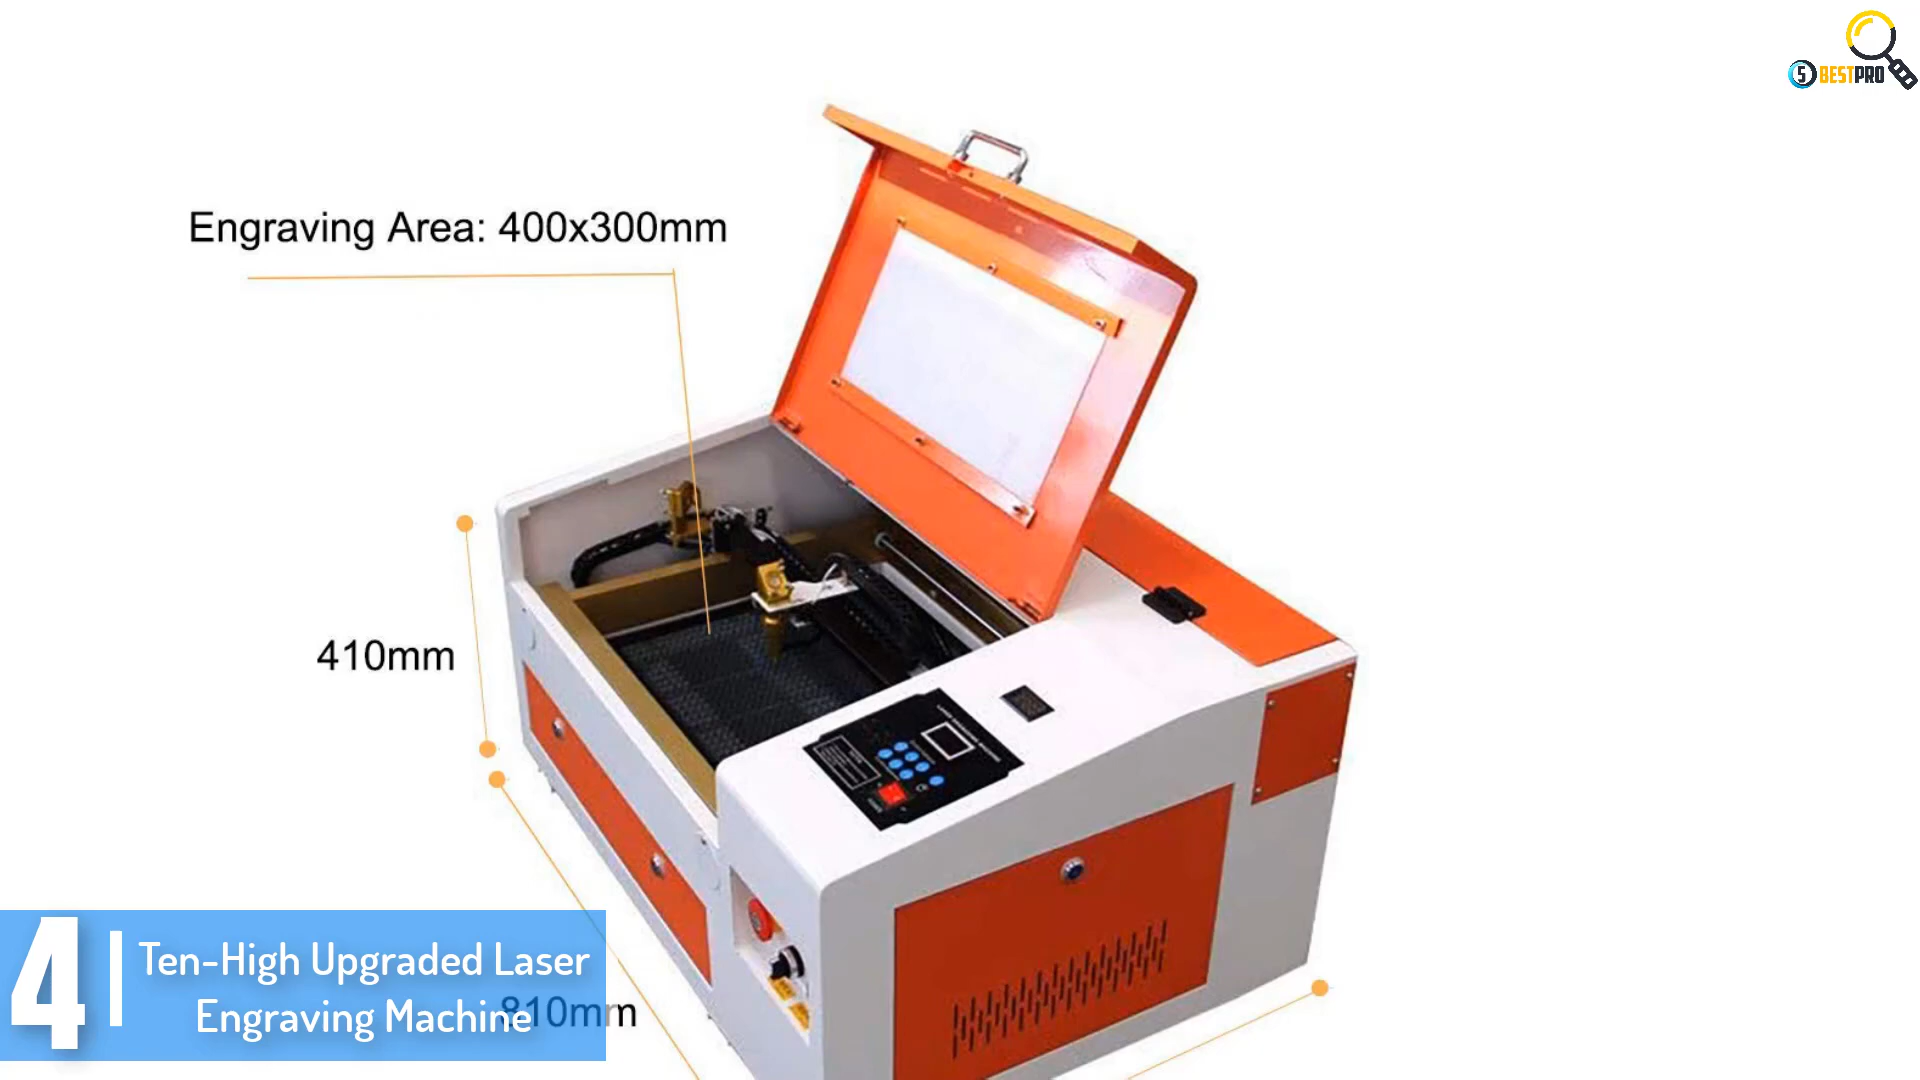 5 BESTPRO
Engraving Area: 400x300mm
410mm
810mm
4
Ten-High Upgraded Laser
Engraving Machine